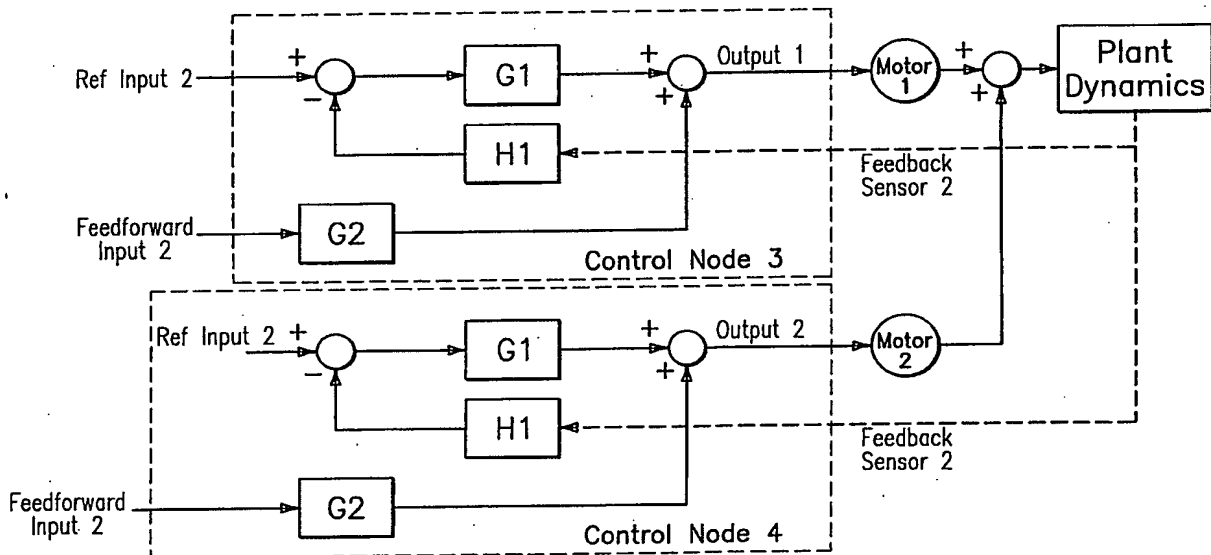 Ref Input 2
+
−
G1
+
+
Output 1
Motor
1
+
+
Plant
Dynamics
H1
Feedback
Sensor 2
Feedforward
Input 2
G2
Control Node 3
Ref Input 2
+
−
G1
+
+
Output 2
Motor
2
H1
Feedback
Sensor 2
Feedforward
Input 2
G2
Control Node 4